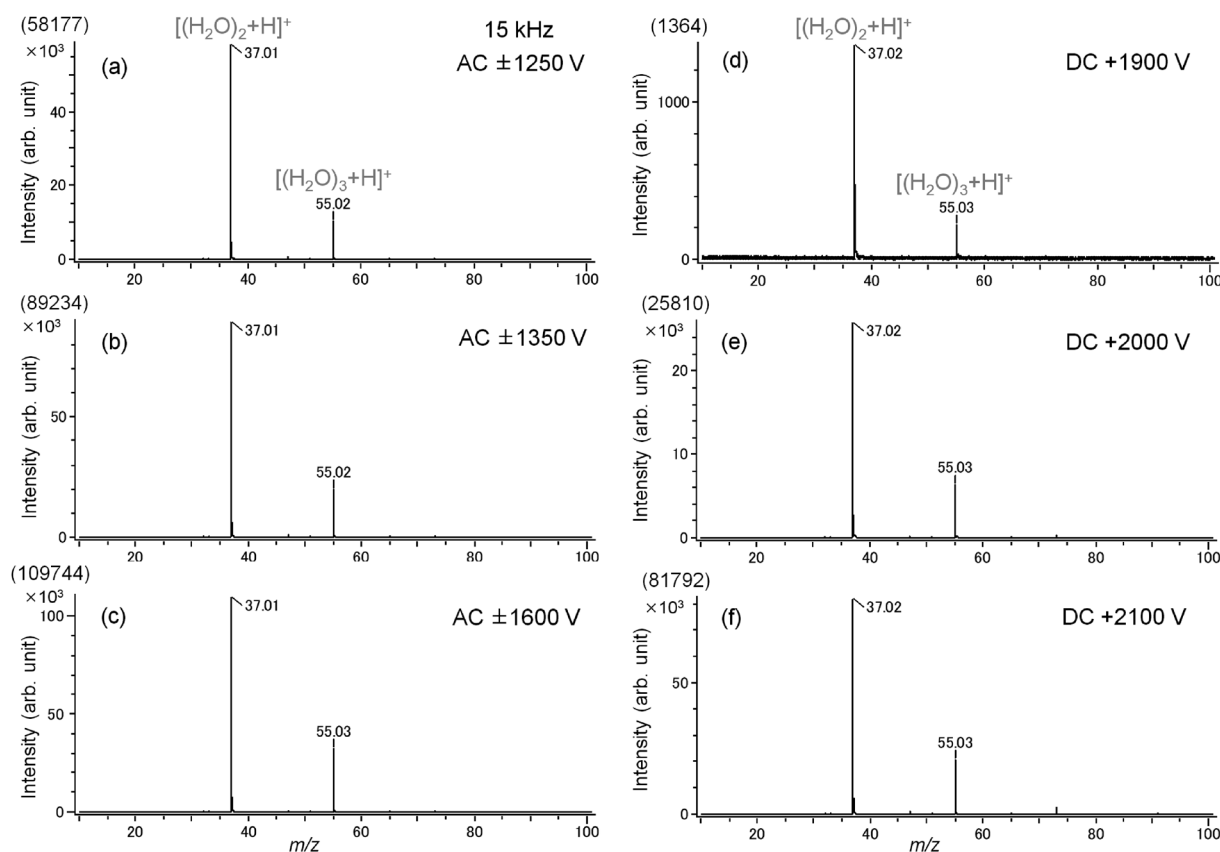 (58177)
×10³
[(H₂O)₂+H]⁺
37.01
(a)
15 kHz
AC ±1250 V
[(H₂O)₃+H]⁺
55.02
Intensity (arb. unit)
40
20
0
20 40 60 80 100
(89234)
×10³
37.01
(b)
AC ±1350 V
55.02
Intensity (arb. unit)
50
0
20 40 60 80 100
(109744)
×10³
37.01
(c)
AC ±1600 V
55.03
Intensity (arb. unit)
100
50
0
20 40 60 80 100
m/z
(1364)
[(H₂O)₂+H]⁺
37.02
(d)
DC +1900 V
[(H₂O)₃+H]⁺
55.03
Intensity (arb. unit)
1000
0
20 40 60 80 100
(25810)
×10³
37.02
(e)
DC +2000 V
55.03
Intensity (arb. unit)
20
10
0
20 40 60 80 100
(81792)
×10³
37.02
(f)
DC +2100 V
55.03
Intensity (arb. unit)
50
0
20 40 60 80 100
m/z